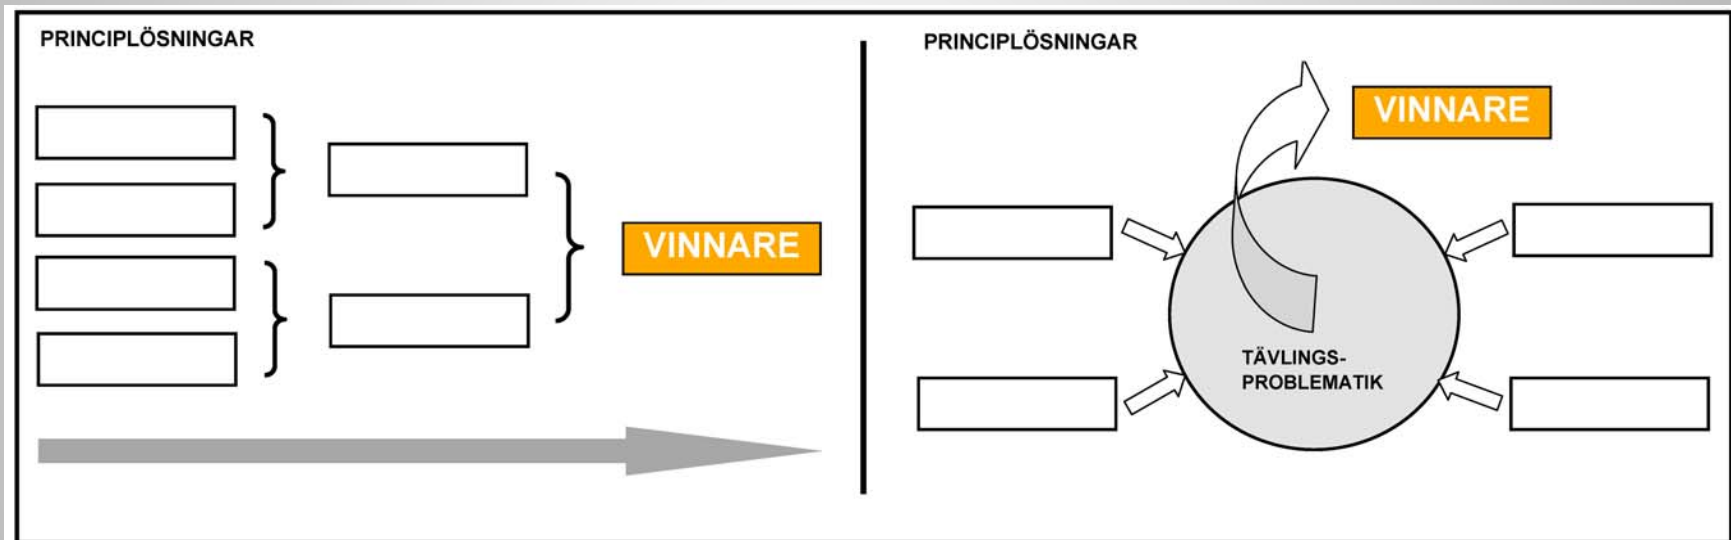 PRINCIPLÖSNINGAR
VINNARE
PRINCIPLÖSNINGAR
VINNARE
TÄVLINGS-
PROBLEMATIK